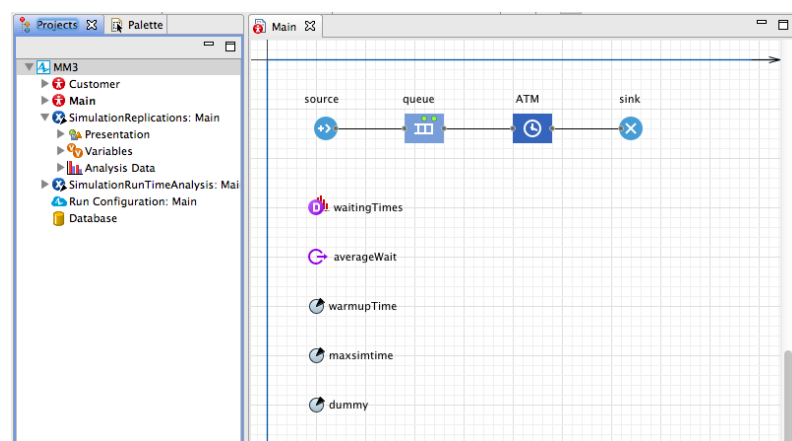 Projects
Palette
MM3
Customer
Main
SimulationReplications: Main
Presentation
Variables
Analysis Data
SimulationRunTimeAnalysis: Mai
Run Configuration: Main
Database
Main
source queue ATM sink
D waitingTimes
averageWait
warmupTime
maxsimtime
dummy